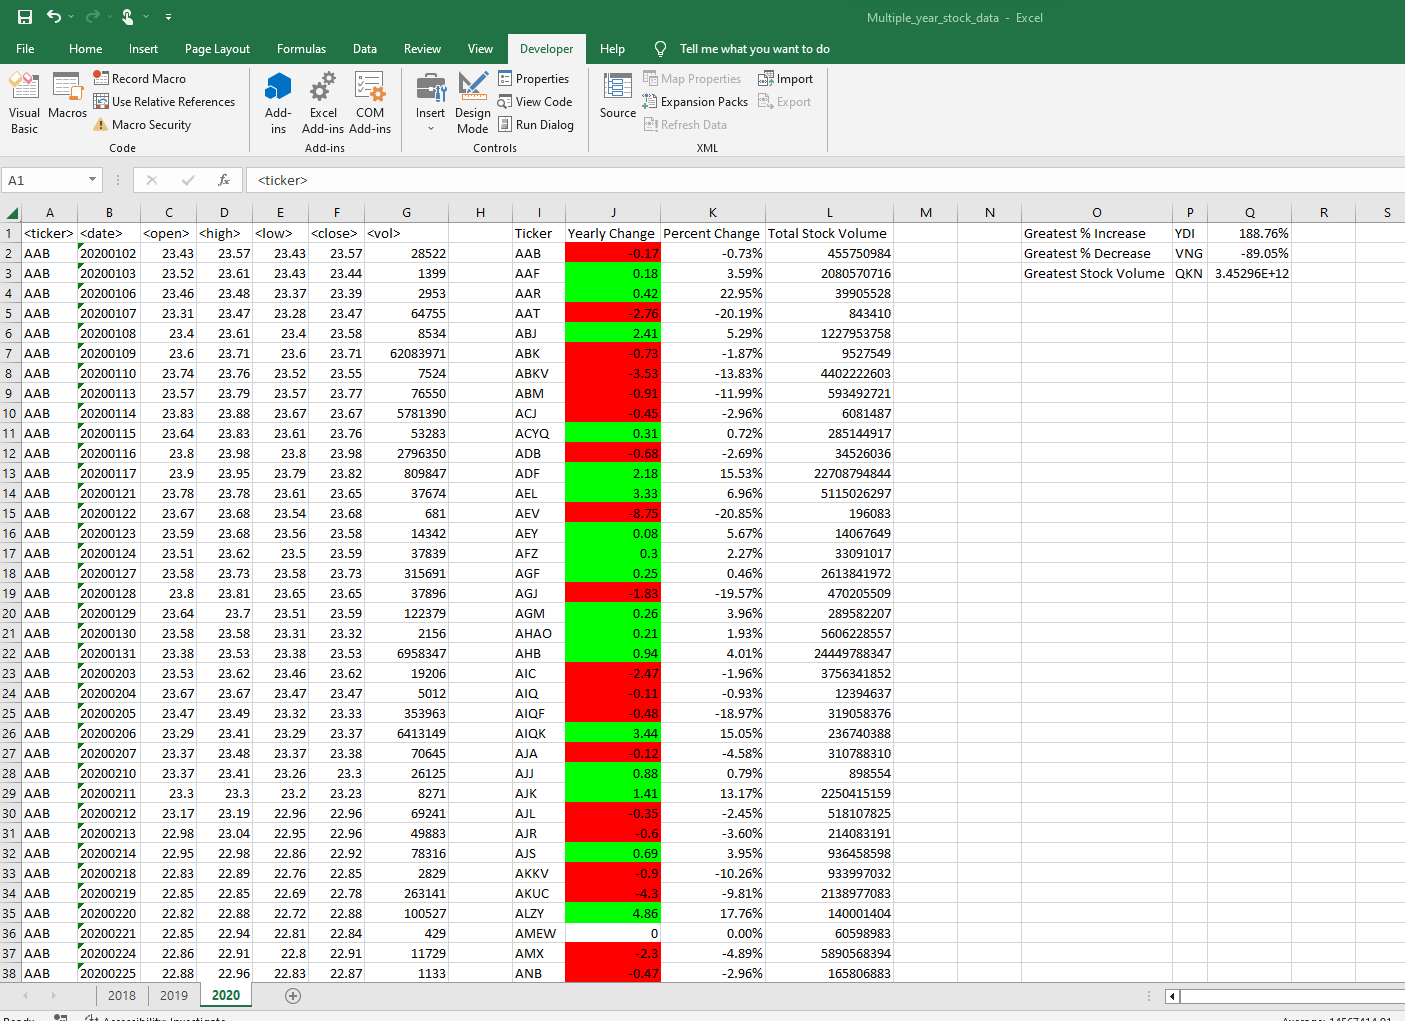 Multiple_year_stock_data - Excel
File Home Insert Page Layout Formulas Data Review View Developer Help Tell me what you want to do
Visual Basic
Macros
Record Macro
Use Relative References
Macro Security
Code
Add-ins
Excel Add-ins
COM Add-ins
Add-ins
Insert
Design Mode
Properties
View Code
Run Dialog
Controls
Source
Map Properties
Expansion Packs
Refresh Data
Import
Export
XML
A1 fx <ticker>
A B C D E F G H I J K L M N O P Q R S
1 <ticker> <date> <open> <high> <low> <close> <vol> Ticker Yearly Change Percent Change Total Stock Volume Greatest % Increase YDI 188.76%
2 AAB 20200102 23.43 23.57 23.43 23.57 28522 AAB -0.17 -0.73% 455750984 Greatest % Decrease VNG -89.05%
3 AAB 20200103 23.52 23.61 23.43 23.44 1399 AAF 0.18 3.59% 2080570716 Greatest Stock Volume QKN 3.45296E+12
4 AAB 20200106 23.46 23.48 23.37 23.39 2953 AAR 0.42 22.95% 39905528
5 AAB 20200107 23.31 23.47 23.28 23.47 64755 AAT -2.76 -20.19% 843410
6 AAB 20200108 23.4 23.61 23.4 23.58 8534 ABJ 2.41 5.29% 1227953758
7 AAB 20200109 23.6 23.71 23.6 23.71 62083971 ABK -0.73 -1.87% 9527549
8 AAB 20200110 23.74 23.76 23.52 23.55 7524 ABKV -3.53 -13.83% 4402222603
9 AAB 20200113 23.57 23.79 23.57 23.77 76550 ABM -0.91 -11.99% 593492721
10 AAB 20200114 23.83 23.88 23.67 23.67 5781390 ACJ -0.45 -2.96% 6081487
11 AAB 20200115 23.64 23.83 23.61 23.76 53283 ACYQ 0.31 0.72% 285144917
12 AAB 20200116 23.8 23.98 23.8 23.98 2796350 ADB -0.68 -2.69% 34526036
13 AAB 20200117 23.9 23.95 23.79 23.82 809847 ADF 2.18 15.53% 22708794844
14 AAB 20200121 23.78 23.78 23.61 23.65 37674 AEL 3.33 6.96% 5115026297
15 AAB 20200122 23.67 23.68 23.54 23.68 681 AEV -8.75 -20.85% 196083
16 AAB 20200123 23.59 23.68 23.56 23.58 14342 AEY 0.08 5.67% 14067649
17 AAB 20200124 23.51 23.62 23.5 23.59 37839 AFZ 0.3 2.27% 33091017
18 AAB 20200127 23.58 23.73 23.58 23.73 315691 AGF 0.25 0.46% 2613841972
19 AAB 20200128 23.8 23.81 23.65 23.65 37896 AGJ -1.83 -19.57% 470205509
20 AAB 20200129 23.64 23.7 23.51 23.59 122379 AGM 0.26 3.96% 289582207
21 AAB 20200130 23.58 23.58 23.31 23.32 2156 AHAO 0.21 1.93% 5606228557
22 AAB 20200131 23.38 23.53 23.38 23.53 6958347 AHB 0.94 4.01% 24449788347
23 AAB 20200203 23.53 23.62 23.46 23.62 19206 AIC -2.47 -1.96% 3756341852
24 AAB 20200204 23.67 23.67 23.47 23.47 5012 AIQ -0.11 -0.93% 12394637
25 AAB 20200205 23.47 23.49 23.32 23.33 353963 AIQF -0.48 -18.97% 319058376
26 AAB 20200206 23.29 23.41 23.29 23.37 6413149 AIQK 3.44 15.05% 236740388
27 AAB 20200207 23.37 23.48 23.37 23.38 70645 AJA -0.12 -4.58% 310788310
28 AAB 20200210 23.37 23.41 23.26 23.3 26125 AJJ 0.88 0.79% 898554
29 AAB 20200211 23.3 23.3 23.2 23.23 8271 AJK 1.41 13.17% 2250415159
30 AAB 20200212 23.17 23.19 22.96 22.96 69241 AJL -0.35 -2.45% 518107825
31 AAB 20200213 22.98 23.04 22.95 22.96 49883 AJR -0.6 -3.60% 214083191
32 AAB 20200214 22.95 22.98 22.86 22.92 78316 AJS 0.69 3.95% 936458598
33 AAB 20200218 22.83 22.89 22.76 22.85 2829 AKKV -0.9 -10.26% 933997032
34 AAB 20200219 22.85 22.85 22.69 22.78 263141 AKUC -4.3 -9.81% 2138977083
35 AAB 20200220 22.82 22.88 22.72 22.88 100527 ALZY 4.86 17.76% 140001404
36 AAB 20200221 22.85 22.94 22.81 22.84 429 AMEW 0 0.00% 60598983
37 AAB 20200224 22.86 22.91 22.8 22.91 11729 AMX -2.3 -4.89% 5890568394
38 AAB 20200225 22.88 22.96 22.83 22.87 1133 ANB -0.47 -2.96% 165806883
2018 2019 2020